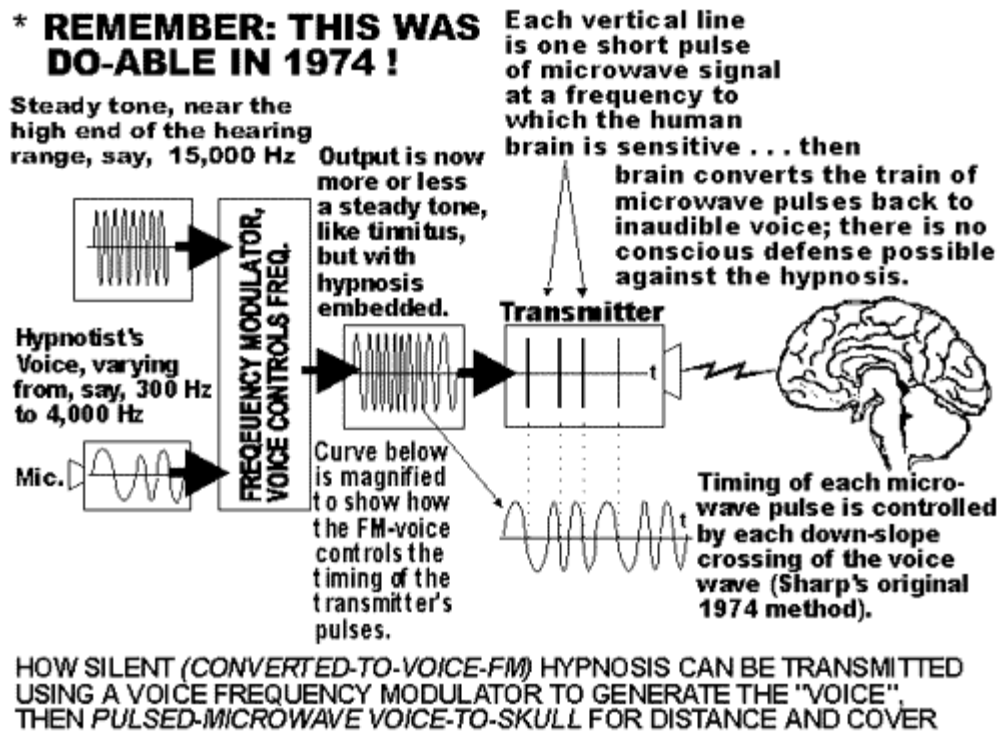 * REMEMBER: THIS WAS
DO-ABLE IN 1974 !
Steady tone, near the
high end of the hearing
range, say, 15,000 Hz
Hypnotist's
Voice, varying
from, say, 300 Hz
to 4,000 Hz
Mic.
FREQEUENCY MODULATOR,
VOICE CONTROLS FREQ.
Output is now
more or less
a steady tone,
like tinnitus,
but with
hypnosis
embedded.
Curve below
is magnified
to show how
the FM-voice
controls the
timing of the
transmitter's
pulses.
Each vertical line
is one short pulse
of microwave signal
at a frequency to
which the human
brain is sensitive . . . then
brain converts the train of
microwave pulses back to
inaudible voice; there is no
conscious defense possible
against the hypnosis.
Transmitter
t
t
Timing of each micro-
wave pulse is controlled
by each down-slope
crossing of the voice
wave (Sharp's original
1974 method).
HOW SILENT (CONVERTED-TO-VOICE-FM) HYPNOSIS CAN BE TRANSMITTED
USING A VOICE FREQUENCY MODULATOR TO GENERATE THE "VOICE",
THEN PULSED-MICROWAVE VOICE-TO-SKULL FOR DISTANCE AND COVER